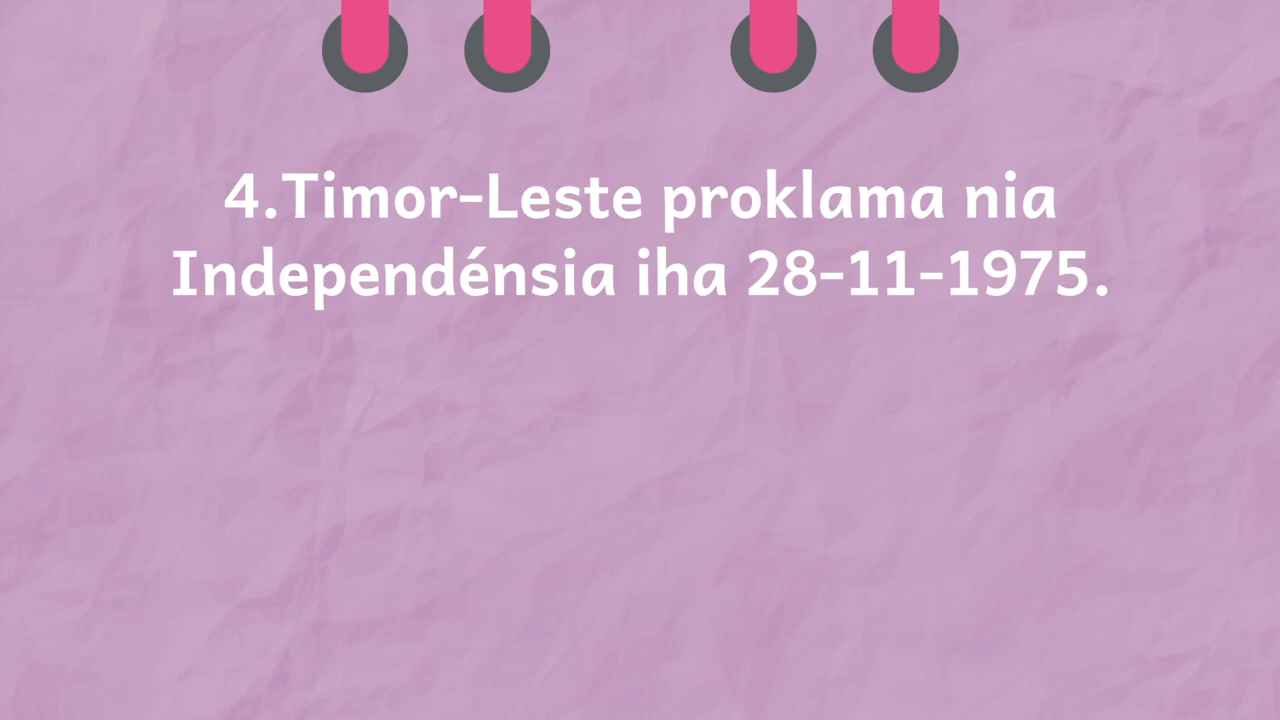 4.Timor-Leste proklama nia
Independénsia iha 28-11-1975.